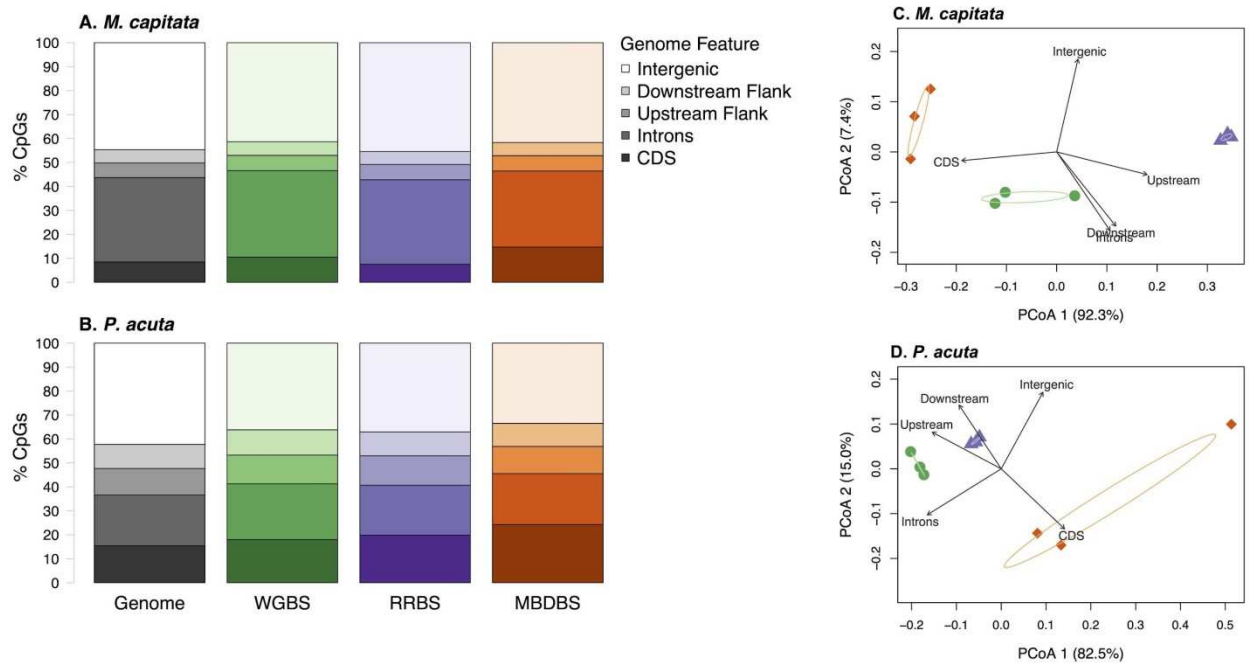 A. M. capitata
100
90
80
70
60
50
40
30
20
10
0
% CpGs
Genome Feature
Intergenic
Downstream Flank
Upstream Flank
Introns
CDS
B. P. acuta
100
90
80
70
60
50
40
30
20
10
0
% CpGs
Genome
WGBS
RRBS
MBDBS
C. M. capitata
0.2
0.1
0.0
−0.1
−0.2
PCoA 2 (7.4%)
Intergenic
CDS
Upstream
Downstream
Introns
−0.3 −0.2 −0.1 0.0 0.1 0.2 0.3
PCoA 1 (92.3%)
D. P. acuta
0.2
0.1
0.0
−0.1
−0.2
PCoA 2 (15.0%)
Intergenic
Downstream
Upstream
Introns
CDS
−0.2 −0.1 0.0 0.1 0.2 0.3 0.4 0.5
PCoA 1 (82.5%)